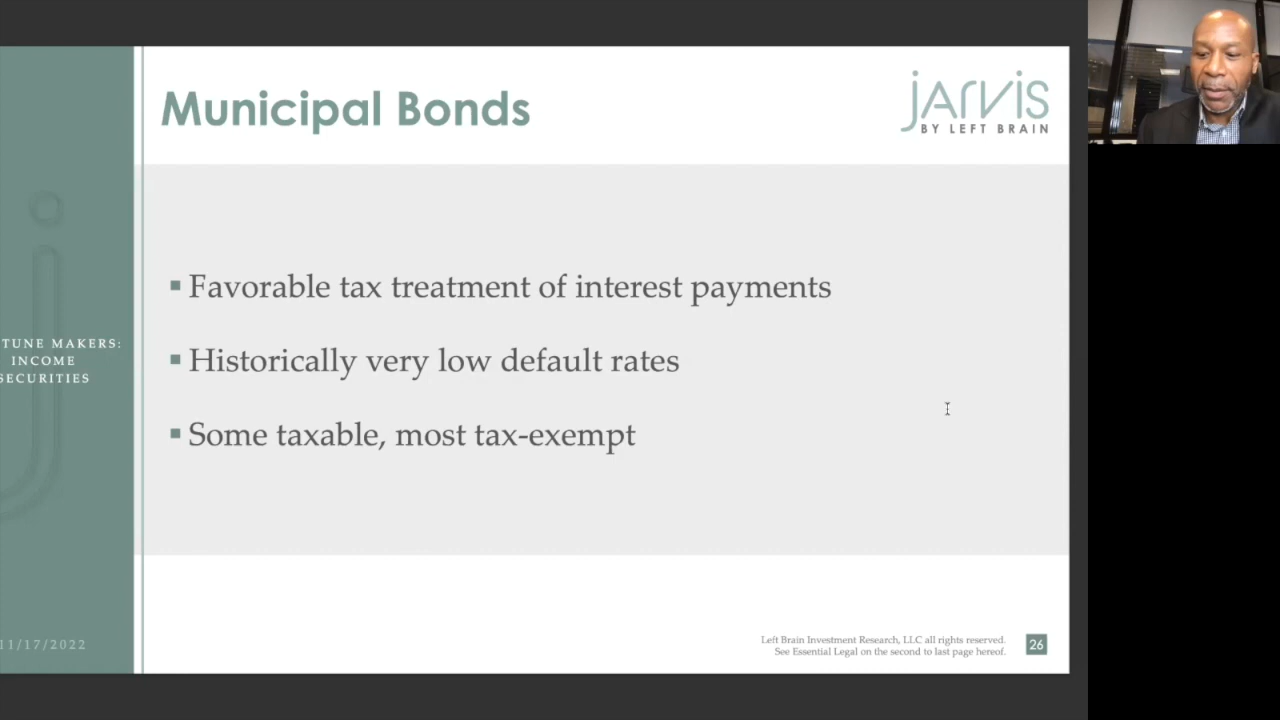 Municipal Bonds
jarvis
BY LEFT BRAIN
Favorable tax treatment of interest payments
Historically very low default rates
Some taxable, most tax-exempt
TUNE MAKERS:
INCOME
SECURITIES
11/17/2022
Left Brain Investment Research, LLC all rights reserved.
See Essential Legal on the second to last page hereof.
26